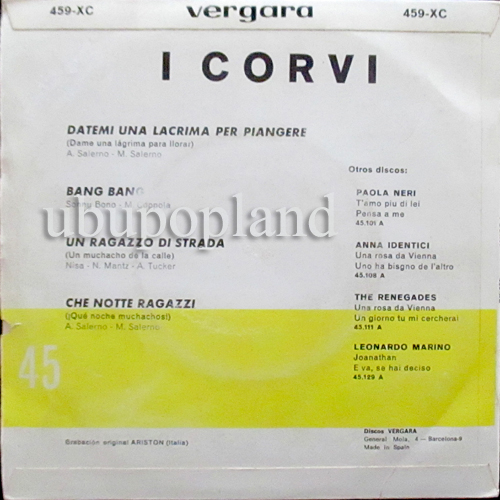 459-XC vergara 459-XC
I CORVI
DATEMI UNA LACRIMA PER PIANGERE
(Dame una lágrima para llorar)
A. Salerno - M. Salerno
BANG BANG
Sonny Bono - M.
UN RAGAZZO DI STRADA
(Un muchacho de la calle)
Nisa - N. Mantz - A. Tucker
CHE NOTTE RAGAZZI
(¡Qué noche muchachos!)
A. Salerno - M. Salerno
45
Grabación original ARISTON (Italia)
Otros discos:
PAOLA NERI
T'amo piu di lei
Pensa a me
45.101 A
ANNA IDENTICI
Una rosa da Vienna
Uno ha bisgno de l'altro
45.108 A
THE RENEGADES
Una rosa da Vienna
Un giorno tu mi cercherai
43.111 A
LEONARDO MARINO
Joanathan
E va, se hai deciso
45.129 A
Discos VERGARA
General Mola, 4 — Barcelona-9
Made in Spain
ubupopland